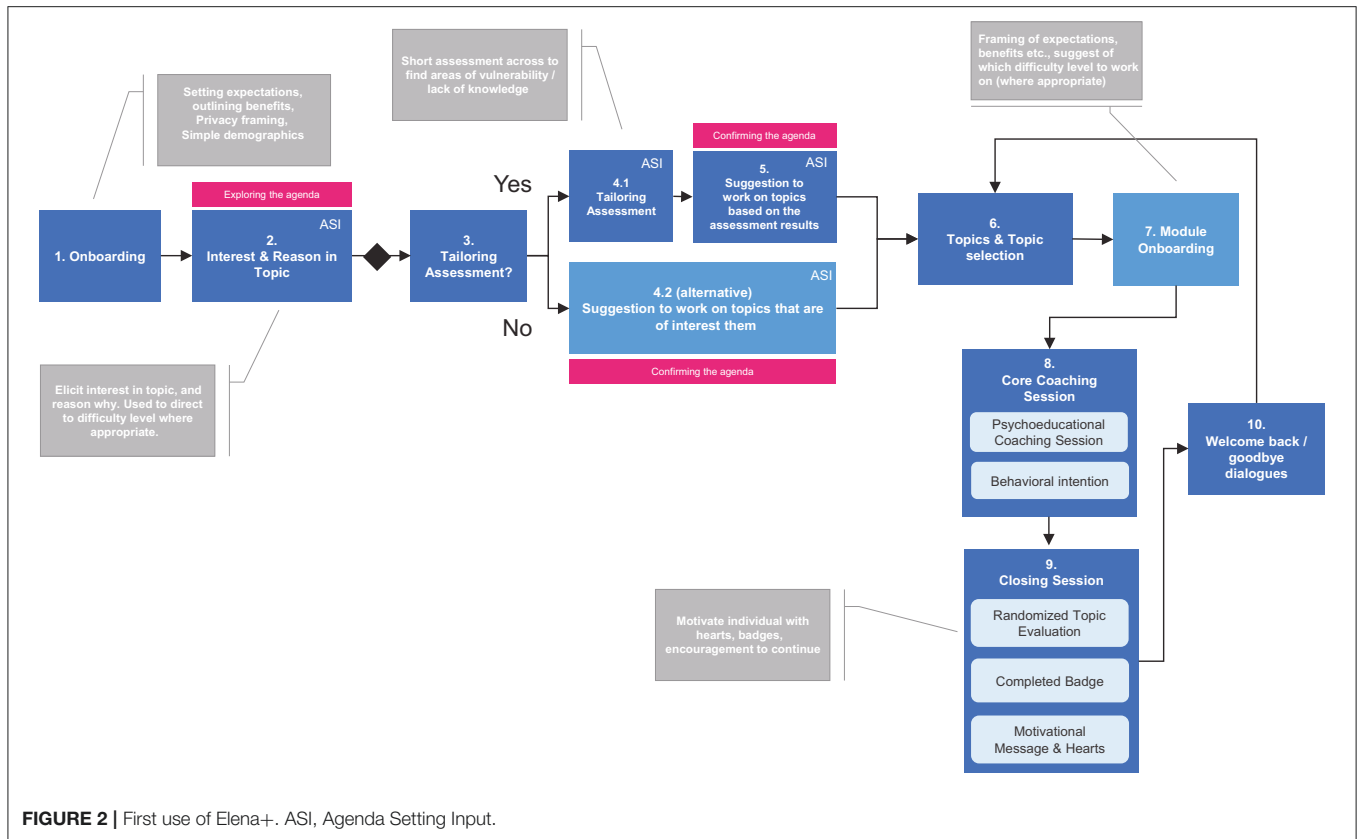 Framing of expectations,
benefits etc., suggest of
which difficulty level to work
on (where appropriate)
Short assessment across to
find areas of vulnerability /
lack of knowledge
Setting expectations,
outlining benefits,
Privacy framing,
Simple demographics
Exploring the agenda
Confirming the agenda
1. Onboarding
ASI
2.
Interest & Reason in
Topic
3.
Tailoring
Assessment?
Yes
No
ASI
4.1
Tailoring
Assessment
ASI
5.
Suggestion to
work on topics
based on the
assessment results
ASI
4.2 (alternative)
Suggestion to work on topics that are
of interest them
Confirming the agenda
6.
Topics & Topic
selection
7. Module
Onboarding
Elicit interest in topic, and
reason why. Used to direct
to difficulty level where
appropriate.
8.
Core Coaching
Session
Psychoeducational
Coaching Session
Behavioral intention
10.
Welcome back /
goodbye
dialogues
9.
Closing Session
Randomized Topic
Evaluation
Completed Badge
Motivational
Message & Hearts
Motivate individual with
hearts, badges,
encouragement to continue
FIGURE 2 | First use of Elena+. ASI, Agenda Setting Input.